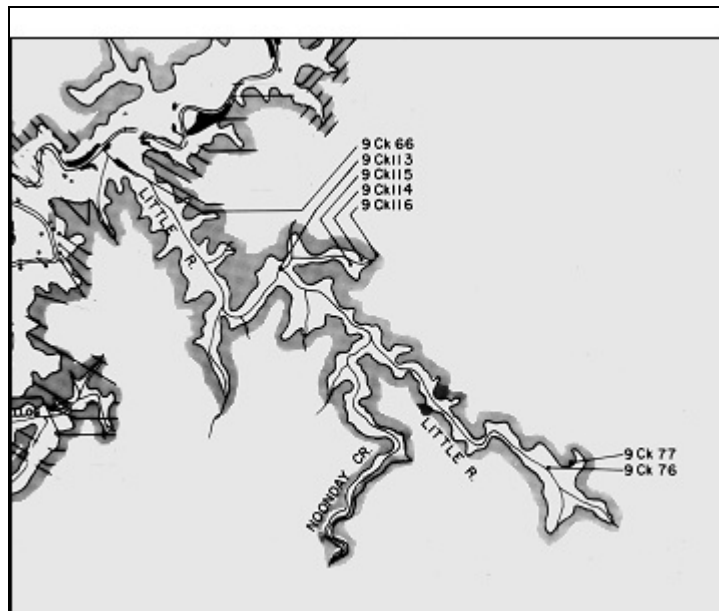 9 Ck 66
9 Ck113
9 Ck115
9 Ck114
9 Ck116
LITTLE R.
LITTLE R.
NOONDAY CR.
9 Ck 77
9 Ck 76